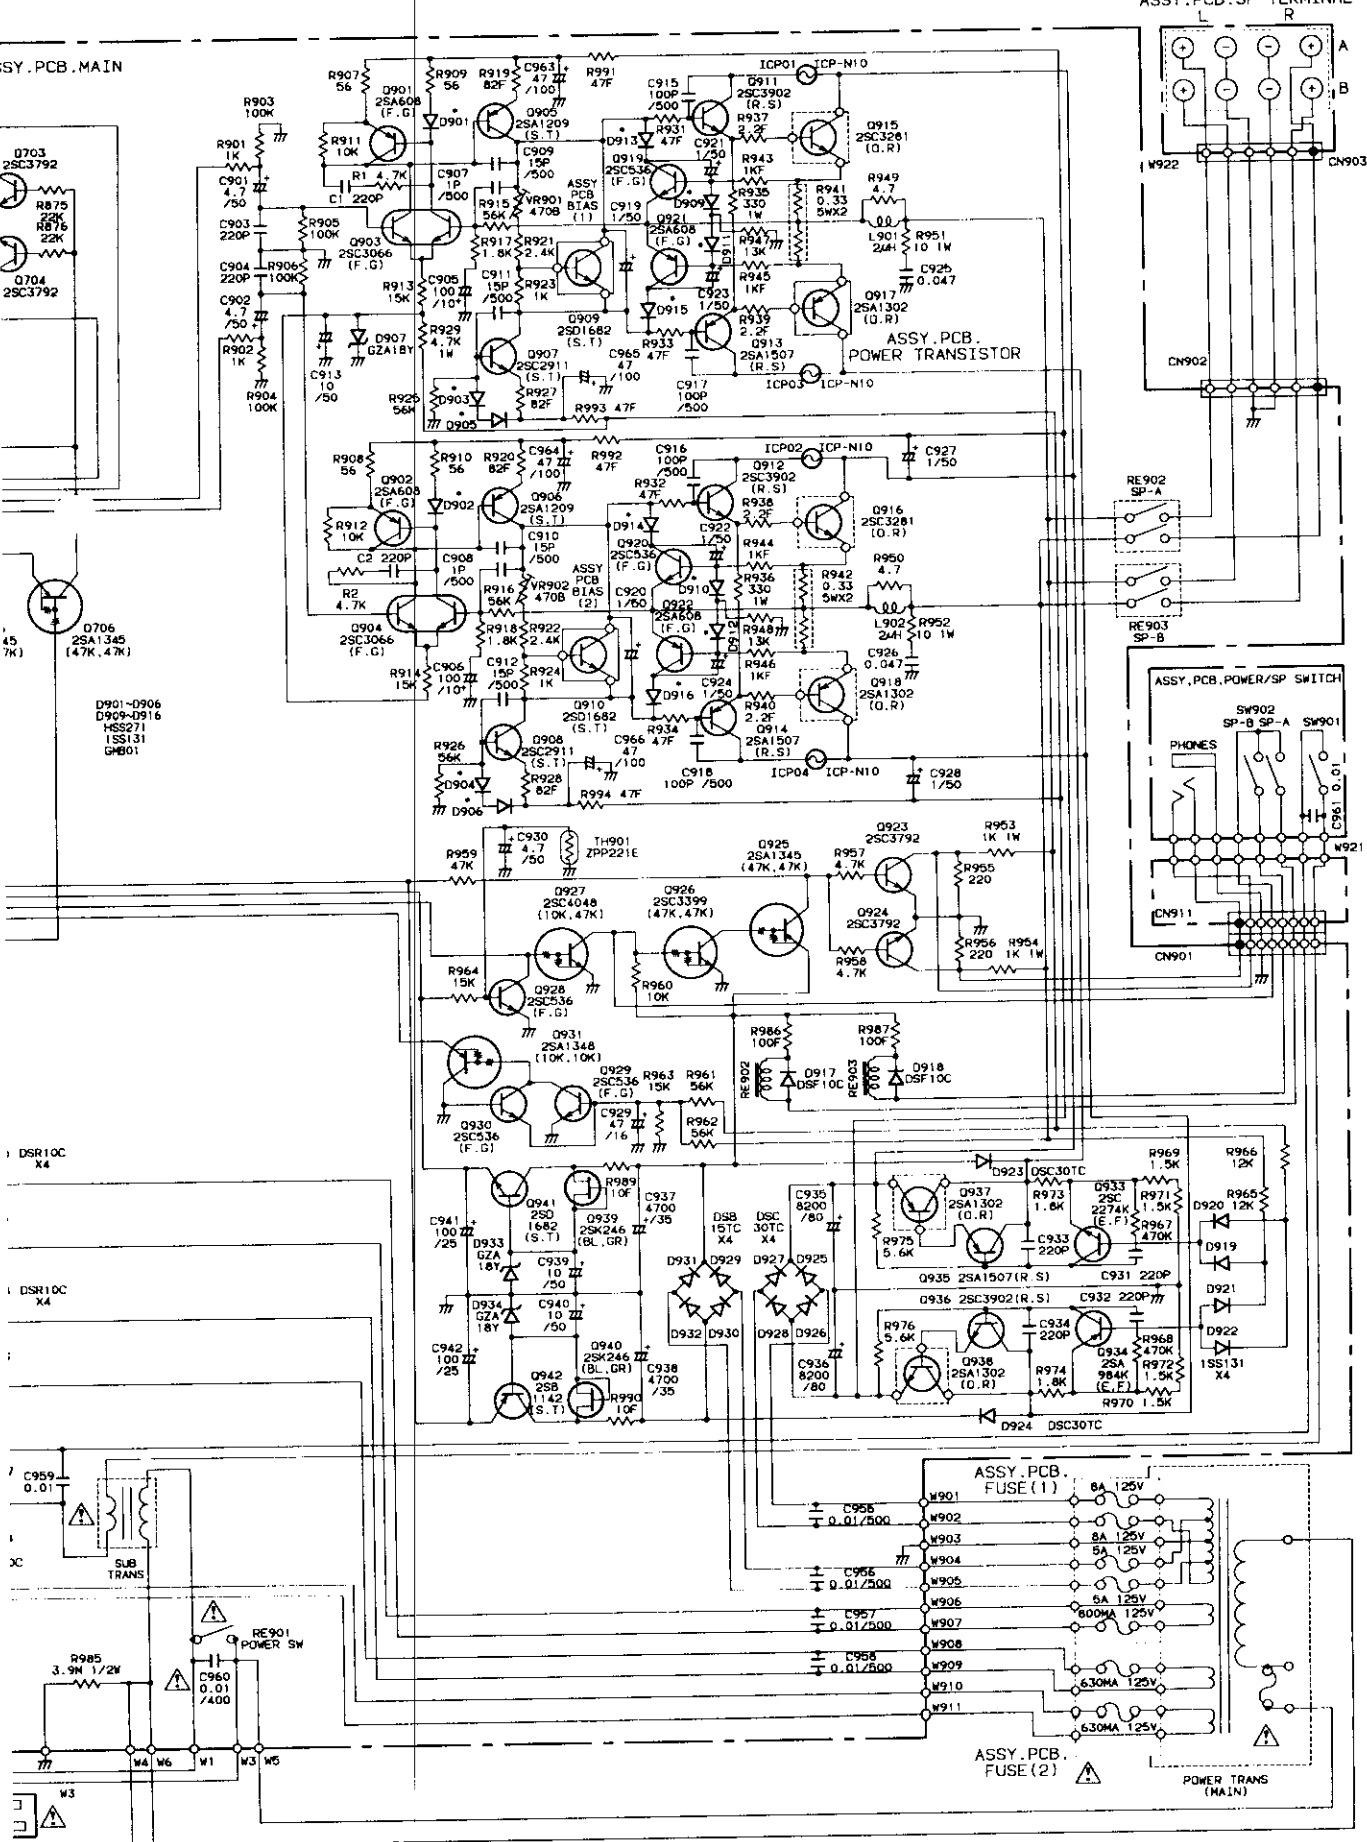 ASSY.PCB.SP TERMINAL
L R
A
B
W922
CN903
CN902
SSY.PCB.MAIN
Q703
2SC3792
R875
22K
R876
22K
Q704
2SC3792
R903
100K
R901
1K
C901
4.7
/50
C903
220P
C904
220P
C902
4.7
/50
R902
1K
R904
100K
R905
100K
R906
100K
R907
56
Q901
2SA608
(F.G)
R909
56
D901
R911
10K
R1 4.7K
C1 220P
R919
82F
C963
47
/100
Q905
2SA1209
(S.T)
C909
15P
/500
C907
1P
/500
R915
56K
VR901
470B
R991
47F
ASSY
PCB
BIAS
(1)
Q903
2SC3066
(F.G)
R917
1.8K
R921
2.4K
C905
100
/10
C911
15P
/500
R923
1K
R913
15K
R929
4.7K
1W
D907
GZA18Y
C913
10
/50
Q909
2SD1682
(S.T)
Q907
2SC2911
(S.T)
R925
56K
D903
D905
R927
82F
C965
47
/100
R993 47F
C915
100P
/500
ICP01 ICP-N10
Q911
2SC3902
(R.S)
R931
47F
D913
Q919
2SC536
(F.G)
C919
1/50
Q921
2SA608
(F.G)
C921
1/50
D909
D911
C923
1/50
D915
R933
47F
C917
100P
/500
R937
2.2F
R943
1KF
R935
330
1W
R947
13K
R945
1KF
R939
2.2F
Q913
2SA1507
(R.S)
ICP03 ICP-N10
Q915
2SC3281
(O.R)
R941
0.33
5WX2
R949
4.7
L901
2uH
R951
10 1W
C925
0.047
Q917
2SA1302
(O.R)
ASSY.PCB.
POWER TRANSISTOR
R908
56
Q902
2SA608
(F.G)
R910
56
D902
R912
10K
C2 220P
R2
4.7K
R920
82F
C964
47
/100
Q906
2SA1209
(S.T)
C910
15P
/500
C908
1P
/500
R916
56K
VR902
470B
R992
47F
ASSY
PCB
BIAS
(2)
Q904
2SC3066
(F.G)
R918
1.8K
R922
2.4K
C906
100
/10
C912
15P
/500
R924
1K
R914
15K
Q910
2SD1682
(S.T)
Q908
2SC2911
(S.T)
R926
56K
D904
D906
R928
82F
C966
47
/100
R994 47F
C916
100P
/500
ICP02 ICP-N10
Q912
2SC3902
(R.S)
R932
47F
D914
Q920
2SC536
(F.G)
C920
1/50
Q922
2SA608
(F.G)
C922
1/50
D910
D912
C924
1/50
D916
R934
47F
C918
100P /500
R938
2.2F
R944
1KF
R936
330
1W
R948
13K
R946
1KF
R940
2.2F
Q914
2SA1507
(R.S)
ICP04 ICP-N10
Q916
2SC3281
(O.R)
R942
0.33
5WX2
R950
4.7
L902
2uH
R952
10 1W
C926
0.047
Q918
2SA1302
(O.R)
C927
1/50
C928
1/50
RE902
SP-A
RE903
SP-B
Q706
2SA1345
(47K,47K)
45
7K)
D901~D906
D909~D916
HSS271
1SS131
GMB01
ASSY.PCB.POWER/SP SWITCH
SW902
SP-B SP-A
SW901
PHONES
C961 0.01
W921
CN911
CN901
R959
47K
C930
4.7
/50
TH901
ZPP221E
Q927
2SC4048
(10K,47K)
Q926
2SC3399
(47K,47K)
Q925
2SA1345
(47K,47K)
R957
4.7K
Q923
2SC3792
R953
1K 1W
R955
220
Q924
2SC3792
R958
4.7K
R956
220
R954
1K 1W
R964
15K
Q928
2SC536
(F.G)
R960
10K
Q931
2SA1348
(10K,10K)
Q929
2SC536
(F.G)
R963
15K
R961
56K
R962
56K
C929
47
/16
Q930
2SC536
(F.G)
R986
100F
RE902
D917
DSF10C
R987
100F
RE903
D918
DSF10C
DSR10C
X4
DSR10C
X4
C941
100
/25
Q941
2SD
1682
(S.T)
R989
10F
Q939
2SK246
(BL,GR)
C937
4700
/35
D933
GZA
18Y
C939
10
/50
D934
GZA
18Y
C940
10
/50
C942
100
/25
Q942
2SB
1142
(S.T)
Q940
2SK246
(BL,GR)
R990
10F
C938
4700
/35
DSB
15TC
X4
D931 D929
D932 D930
DSC
30TC
X4
D927 D925
D928 D926
C935
8200
/80
C936
8200
/80
R975
5.6K
R976
5.6K
Q937
2SA1302
(O.R)
Q935 2SA1507(R.S)
Q936 2SC3902(R.S)
Q938
2SA1302
(O.R)
D923 DSC30TC
R973
1.8K
C933
220P
C934
220P
R974
1.8K
D924 DSC30TC
Q933
2SC
2274K
(E,F)
R969
1.5K
R971
1.5K
R967
470K
C931 220P
C932 220P
R968
470K
Q934
2SA
984K
(E,F)
R972
1.5K
R970 1.5K
R966
12K
R965
12K
D920
D919
D921
D922
1SS131
X4
C959
0.01
SUB
TRANS
RE901
POWER SW
C960
0.01
/400
R985
3.9M 1/2W
W4 W6 W1 W3 W5
W3
ASSY.PCB.
FUSE(1)
C955
0.01/500
C956
0.01/500
C957
0.01/500
C958
0.01/500
W901
W902
W903
W904
W905
W906
W907
W908
W909
W910
W911
8A 125V
8A 125V
5A 125V
5A 125V
800MA 125V
630MA 125V
630MA 125V
ASSY.PCB.
FUSE(2)
POWER TRANS
(MAIN)